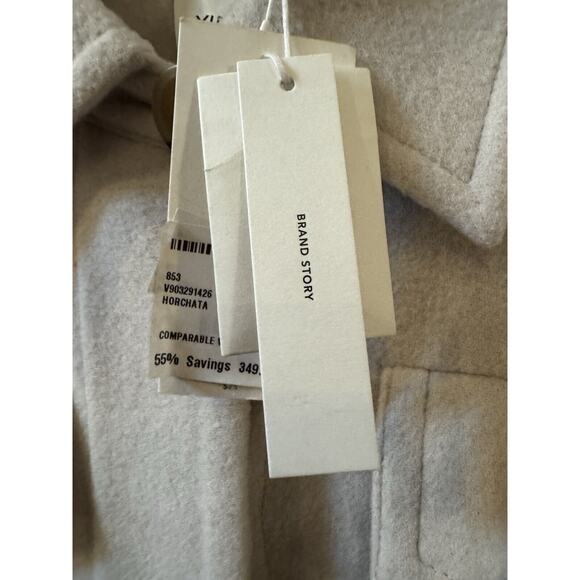 853
V903291426
HORCHATA
COMPARABLE
55% Savings 349
BRAND STORY